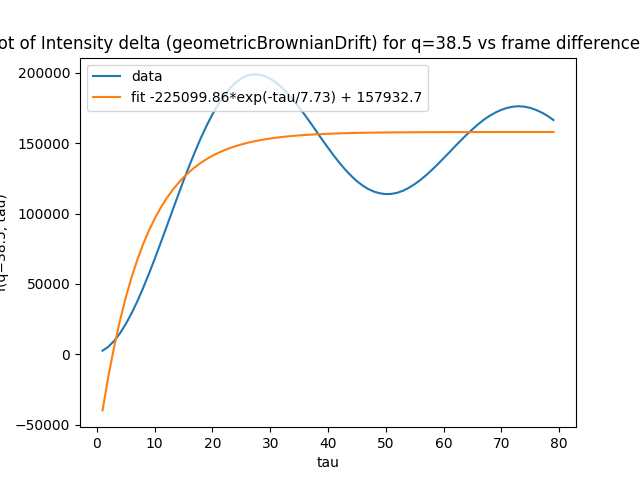 ot of Intensity delta (geometricBrownianDrift) for q=38.5 vs frame difference
data
fit -225099.86*exp(-tau/7.73) + 157932.7
200000
150000
100000
50000
0
−50000
(q=38.5, tau)
0 10 20 30 40 50 60 70 80
tau